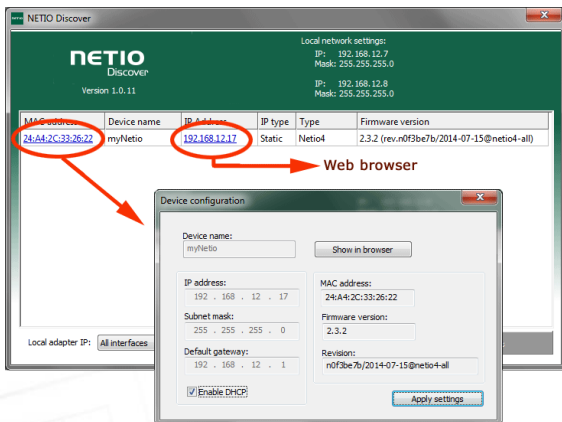 NETIO Discover
Local network settings:
IP: 192.168.12.7
Mask: 255.255.255.0
NETIO
Discover
Version 1.0.11
IP: 192.168.12.8
Mask: 255.255.255.0
MAC address Device name IP Address IP type Type Firmware version
24:A4:2C:33:26:22 myNetio 192.168.12.17 Static Netio4 2.3.2 (rev.n0f3be7b/2014-07-15@netio4-all)
Web browser
Device configuration
Device name:
myNetio Show in browser
IP address: MAC address:
192 . 168 . 12 . 17 24:A4:2C:33:26:22
Subnet mask: Firmware version:
255 . 255 . 255 . 0 2.3.2
Default gateway: Revision:
192 . 168 . 12 . 1 n0f3be7b/2014-07-15@netio4-all
Local adapter IP: All interfaces
Enable DHCP Apply settings